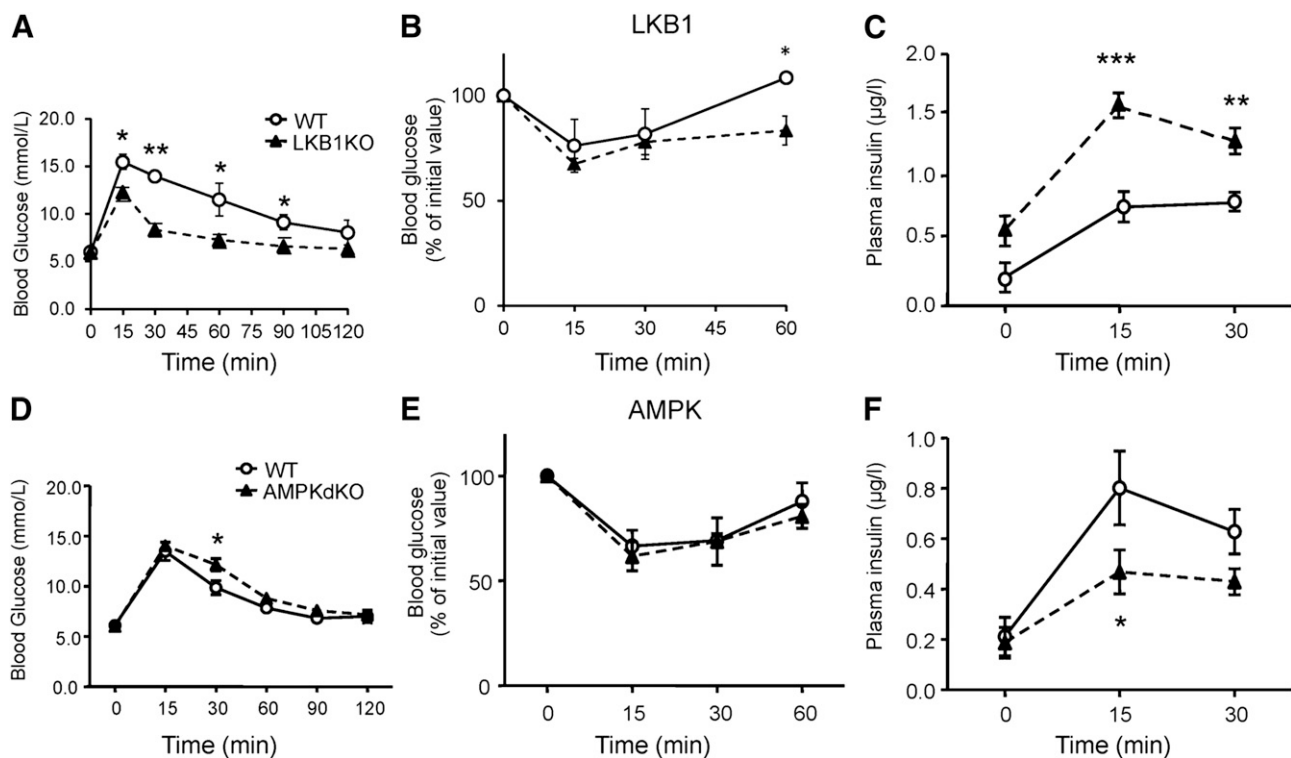 A
B
LKB1
C
Blood Glucose (mmol/L)
20.0
15.0
10.0
5.0
0.0
WT
LKB1KO
*
**
*
*
0 15 30 45 60 75 90 105 120
Time (min)
Blood glucose
(% of initial value)
100
50
0
*
0 15 30 45 60
Time (min)
Plasma insulin (µg/l)
2.0
1.5
1.0
0.5
0.0
***
**
0 15 30
Time (min)
D
E
AMPK
F
Blood Glucose (mmo/L)
20.0
15.0
10.0
5.0
0.0
WT
AMPKdKO
*
0 15 30 60 90 120
Time (min)
Blood glucose
(% of initial value)
100
50
0
0 15 30 60
Time (min)
Plasma insulin (µg/l)
1.0
0.8
0.6
0.4
0.2
0.0
*
0 15 30
Time (min)